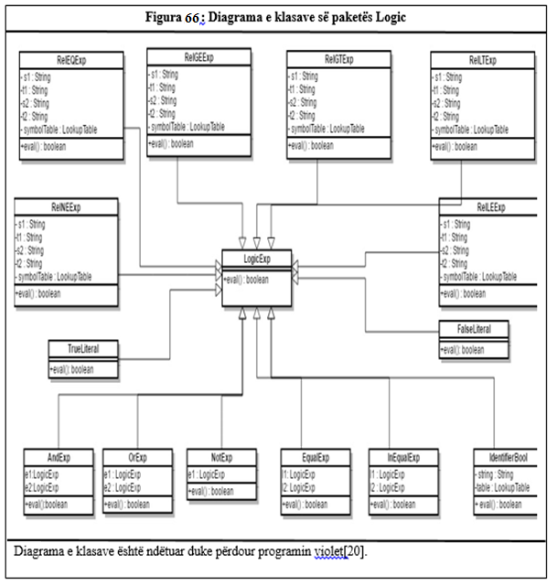 Figura 66: Diagrama e klasave së paketës Logic
RelEQExp
- s1 : String
-t1 : String
- s2 : String
-t2 : String
- symbolTable : LookupTable
+eval() : boolean
RelGEExp
- s1 : String
-t1 : String
- s2 : String
-t2 : String
- symbolTable : LookupTable
+eval() : boolean
RelGTExp
- s1 : String
-t1 : String
- s2 : String
-t2 : String
- symbolTable : LookupTable
+eval() : boolean
RelLTExp
- s1 : String
-t1 : String
- s2 : String
-t2 : String
- symbolTable : LookupTable
+eval() : boolean
RelNEExp
- s1 : String
-t1 : String
- s2 : String
-t2 : String
- symbolTable : LookupTable
+eval() : boolean
LogicExp
+eval() : boolean
RelLEExp
- s1 : String
-t1 : String
- s2 : String
-t2 : String
- symbolTable : LookupTable
+eval() : boolean
TrueLiteral
+eval(): boolean
FalseLiteral
+eval(): boolean
AndExp
e1:LogicExp
e2:LogicExp
+eval():boolean
OrExp
e1 : LogicExp
e2 : LogicExp
+eval() : boolean
NotExp
e1 : LogicExp
+eval() : boolean
EqualExp
l1: LogicExp
l2: LogicExp
+eval() : boolean
InEqualExp
l1 : LogicExp
l2 : LogicExp
+eval() : boolean
IdentifierBool
- string : String
-table : LookupTable
+ eval() : boolean
Diagrama e klasave është ndëtuar duke përdour programin violet[20].